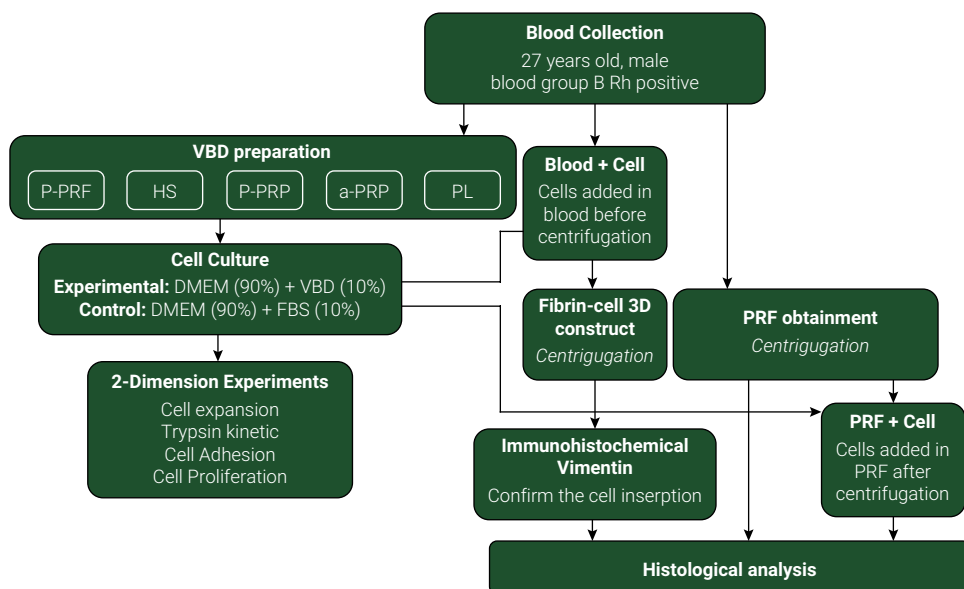 Blood Collection
27 years old, male
blood group B Rh positive
VBD preparation
P-PRF
HS
P-PRP
a-PRP
PL
Blood + Cell
Cells added in
blood before
centrifugation
Cell Culture
Experimental: DMEM (90%) + VBD (10%)
Control: DMEM (90%) + FBS (10%)
Fibrin-cell 3D
construct
Centrigugation
PRF obtainment
Centrigugation
2-Dimension Experiments
Cell expansion
Trypsin kinetic
Cell Adhesion
Cell Proliferation
PRF + Cell
Cells added in
PRF after
centrifugation
Immunohistochemical
Vimentin
Confirm the cell inserption
Histological analysis